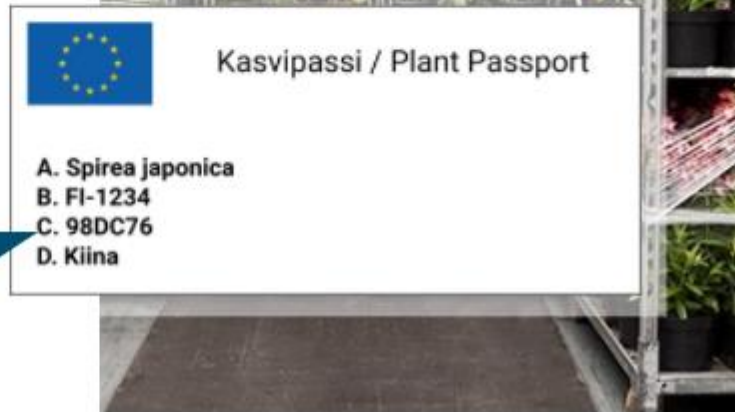 Kasvipassi / Plant Passport
A. Spirea japonica
B. FI-1234
C. 98DC76
D. Kiina